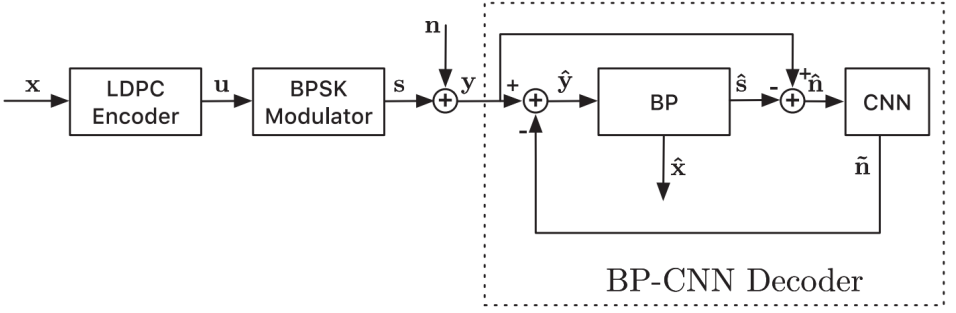 x
LDPC
Encoder
u
BPSK
Modulator
s
n
+
y
+
-
+
ŷ
BP
x̂
ŝ
-
+
+
n̂
CNN
ñ
BP-CNN Decoder